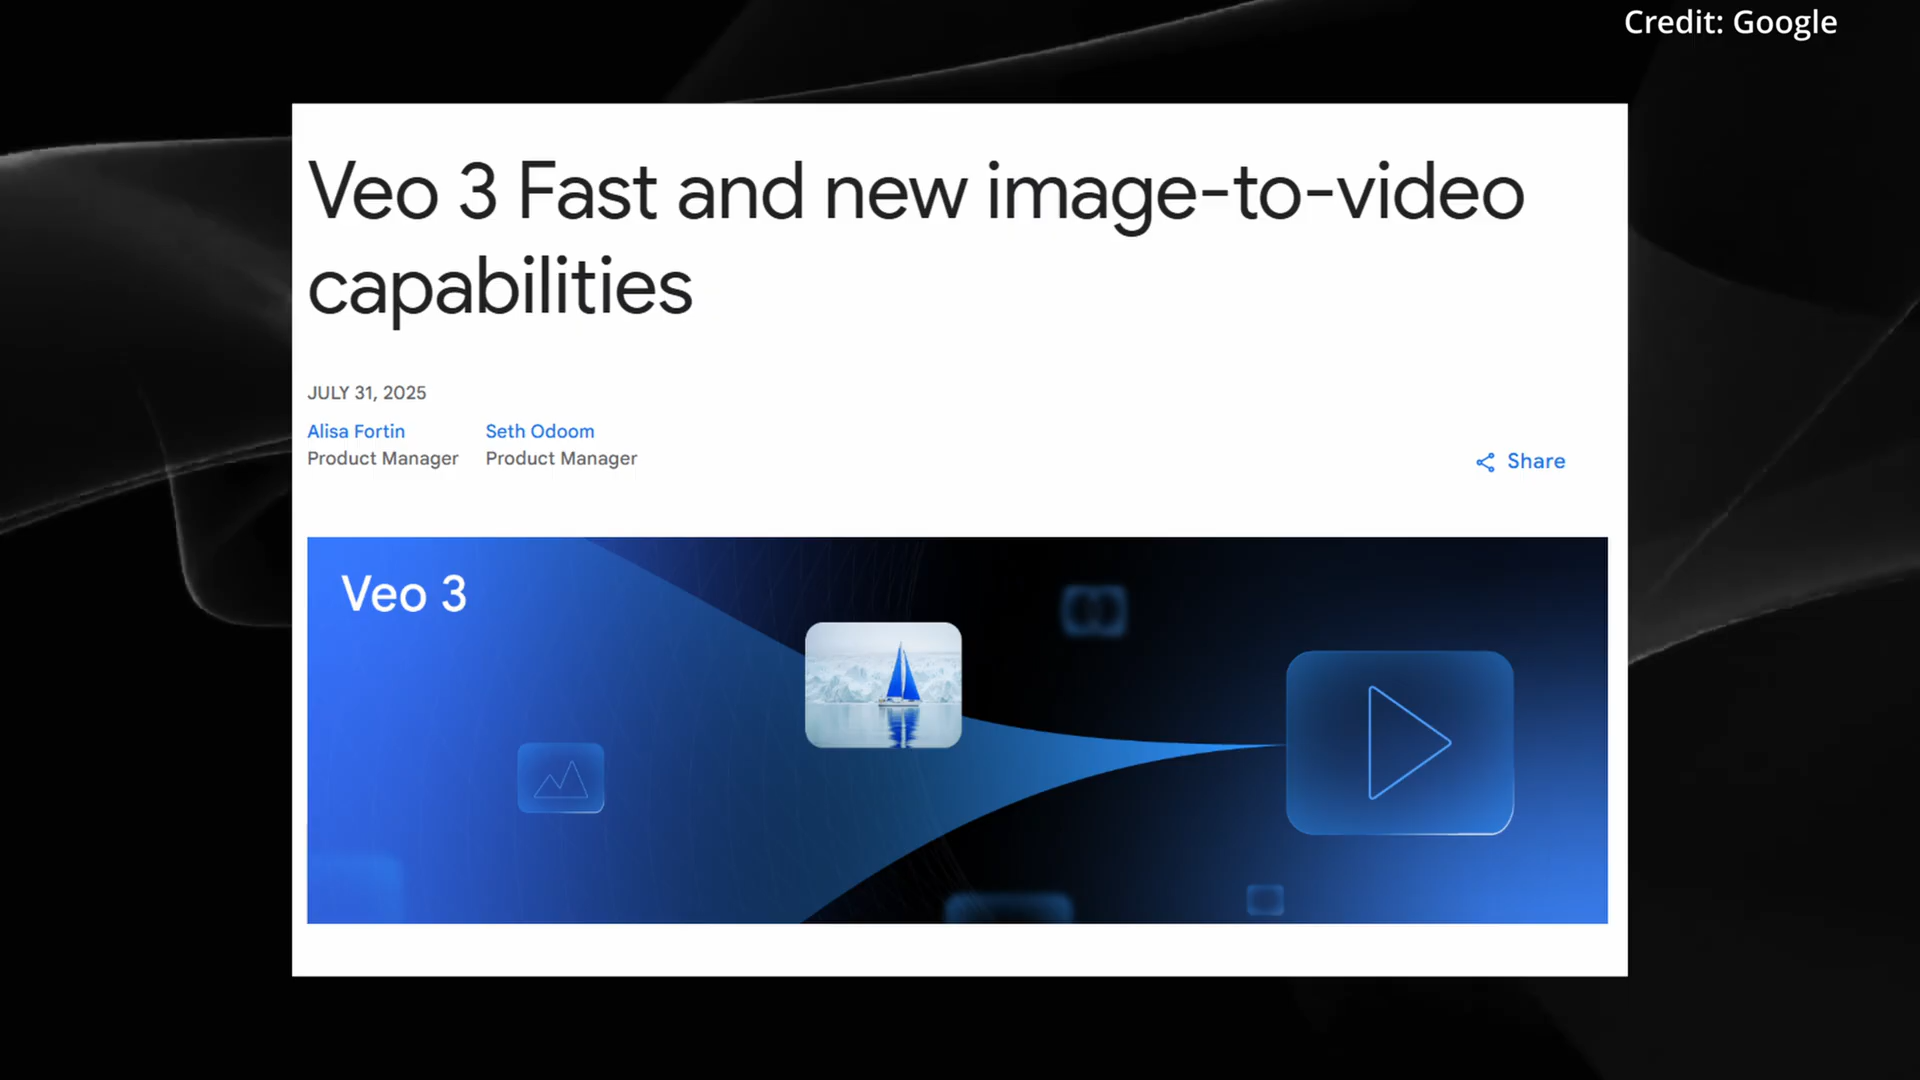 Credit: Google
Veo 3 Fast and new image-to-video
capabilities
JULY 31, 2025
Alisa Fortin
Product Manager
Seth Odoom
Product Manager
Share
Veo 3